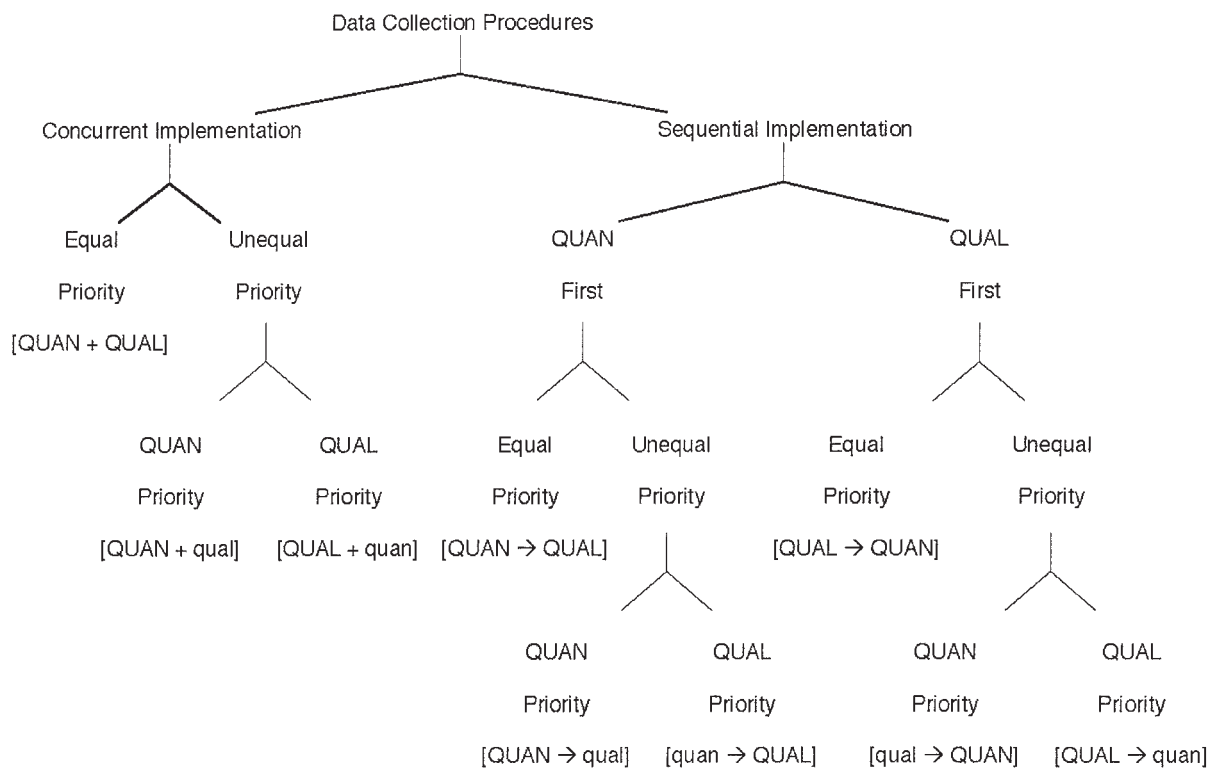 Data Collection Procedures
Concurrent Implementation
Sequential Implementation
Equal
Priority
[QUAN + QUAL]
Unequal
Priority
QUAN
First
QUAL
First
QUAN
Priority
[QUAN + qual]
QUAL
Priority
[QUAL + quan]
Equal
Priority
[QUAN → QUAL]
Unequal
Priority
Equal
Priority
[QUAL → QUAN]
Unequal
Priority
QUAN
Priority
[QUAN → qual]
QUAL
Priority
[quan → QUAL]
QUAN
Priority
[qual → QUAN]
QUAL
Priority
[QUAL → quan]